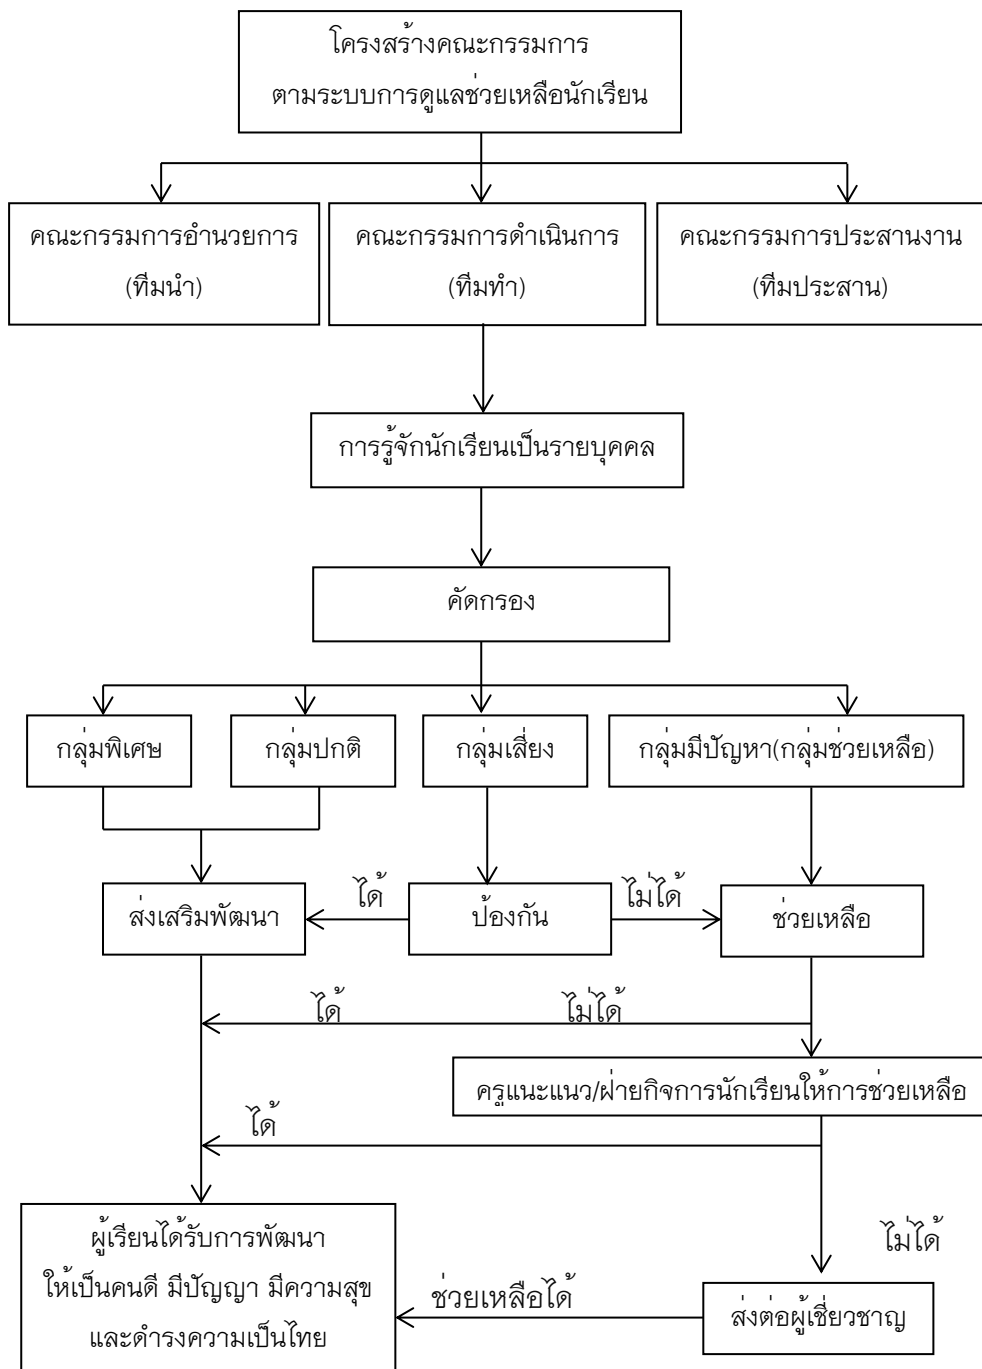 โครงสร้างคณะกรรมการ
ตามระบบการดูแลช่วยเหลือนักเรียน
คณะกรรมการอำนวยการ
(ทีมนำ)
คณะกรรมการดำเนินการ
(ทีมทำ)
คณะกรรมการประสานงาน
(ทีมประสาน)
การรู้จักนักเรียนเป็นรายบุคคล
คัดกรอง
กลุ่มพิเศษ
กลุ่มปกติ
กลุ่มเสี่ยง
กลุ่มมีปัญหา(กลุ่มช่วยเหลือ)
ส่งเสริมพัฒนา
ได้
ป้องกัน
ไม่ได้
ช่วยเหลือ
ได้
ไม่ได้
ครูแนะแนว/ฝ่ายกิจการนักเรียนให้การช่วยเหลือ
ได้
ไม่ได้
ผู้เรียนได้รับการพัฒนา
ให้เป็นคนดี มีปัญญา มีความสุข
และดำรงความเป็นไทย
ช่วยเหลือได้
ส่งต่อผู้เชี่ยวชาญ